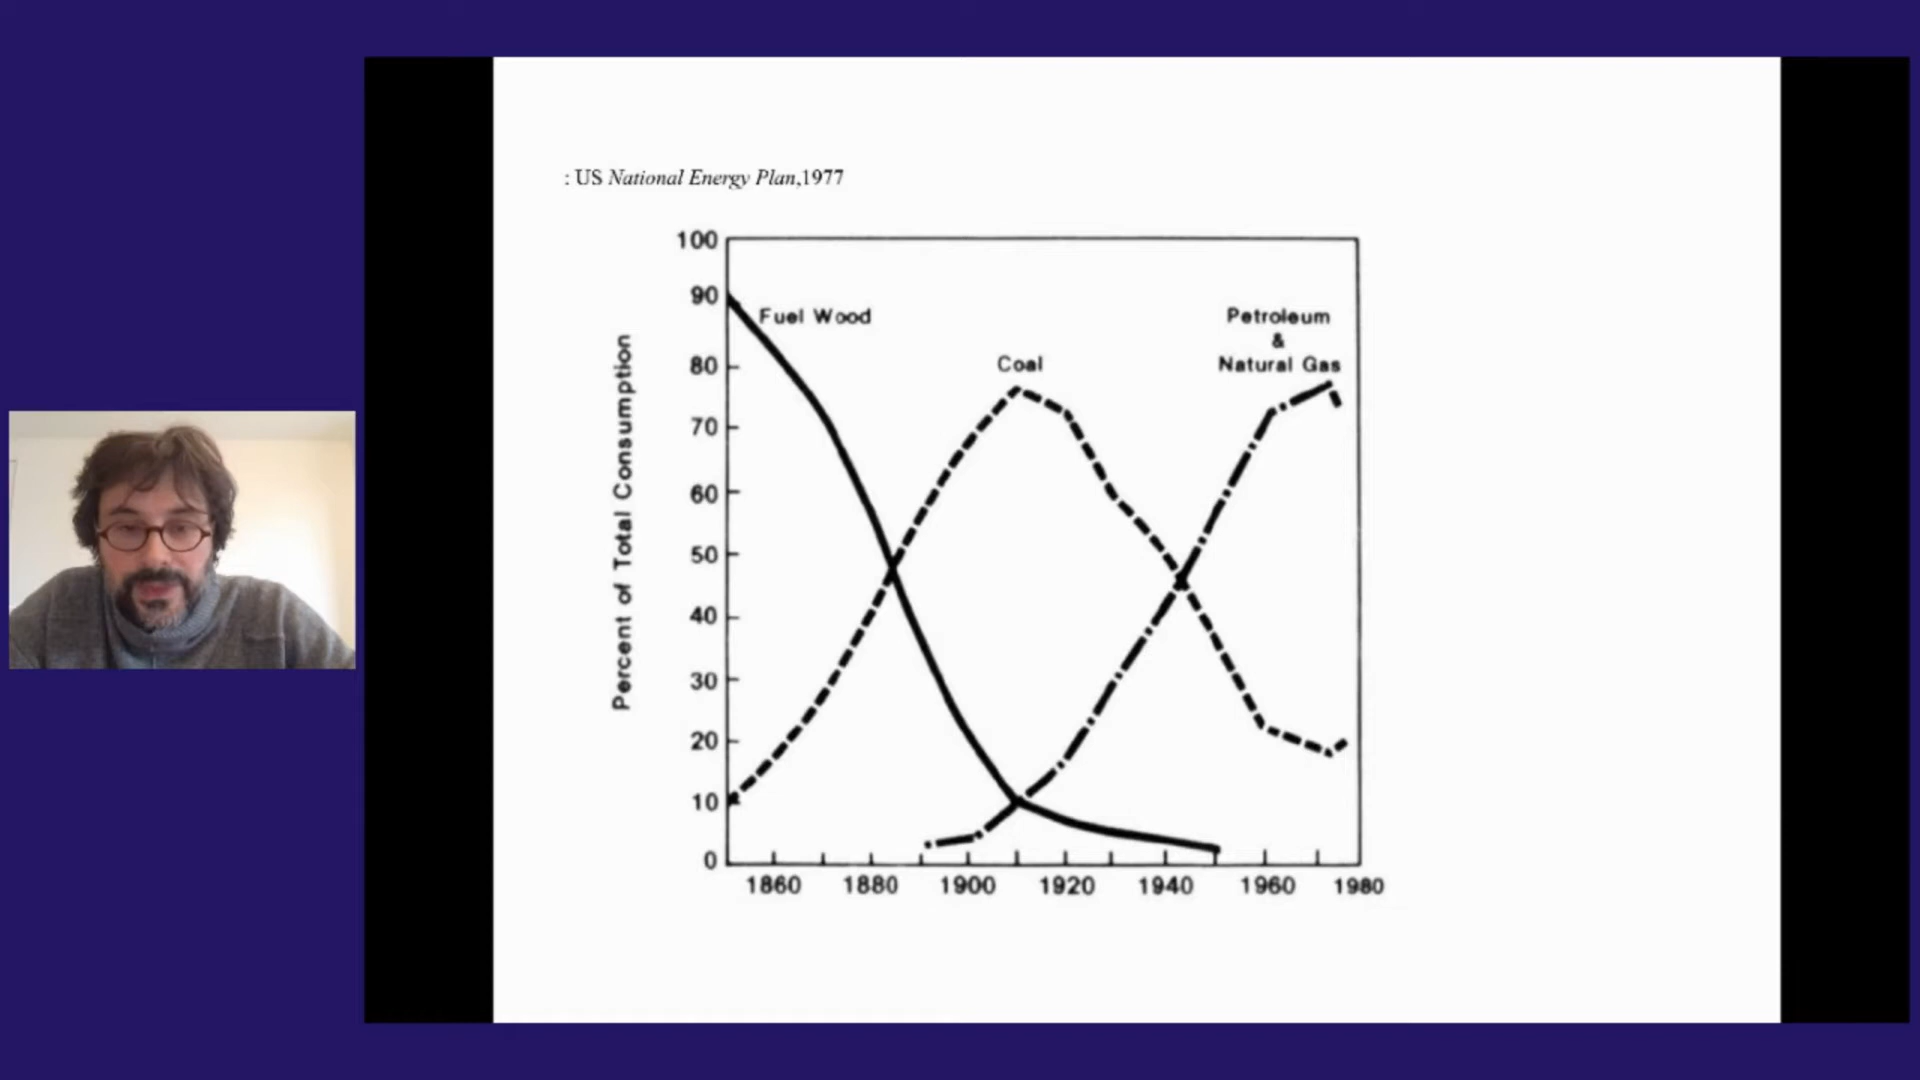 : US National Energy Plan,1977
100
90
80
70
60
50
40
30
20
10
0
Percent of Total Consumption
Fuel Wood
Coal
Petroleum
&
Natural Gas
1860 1880 1900 1920 1940 1960 1980